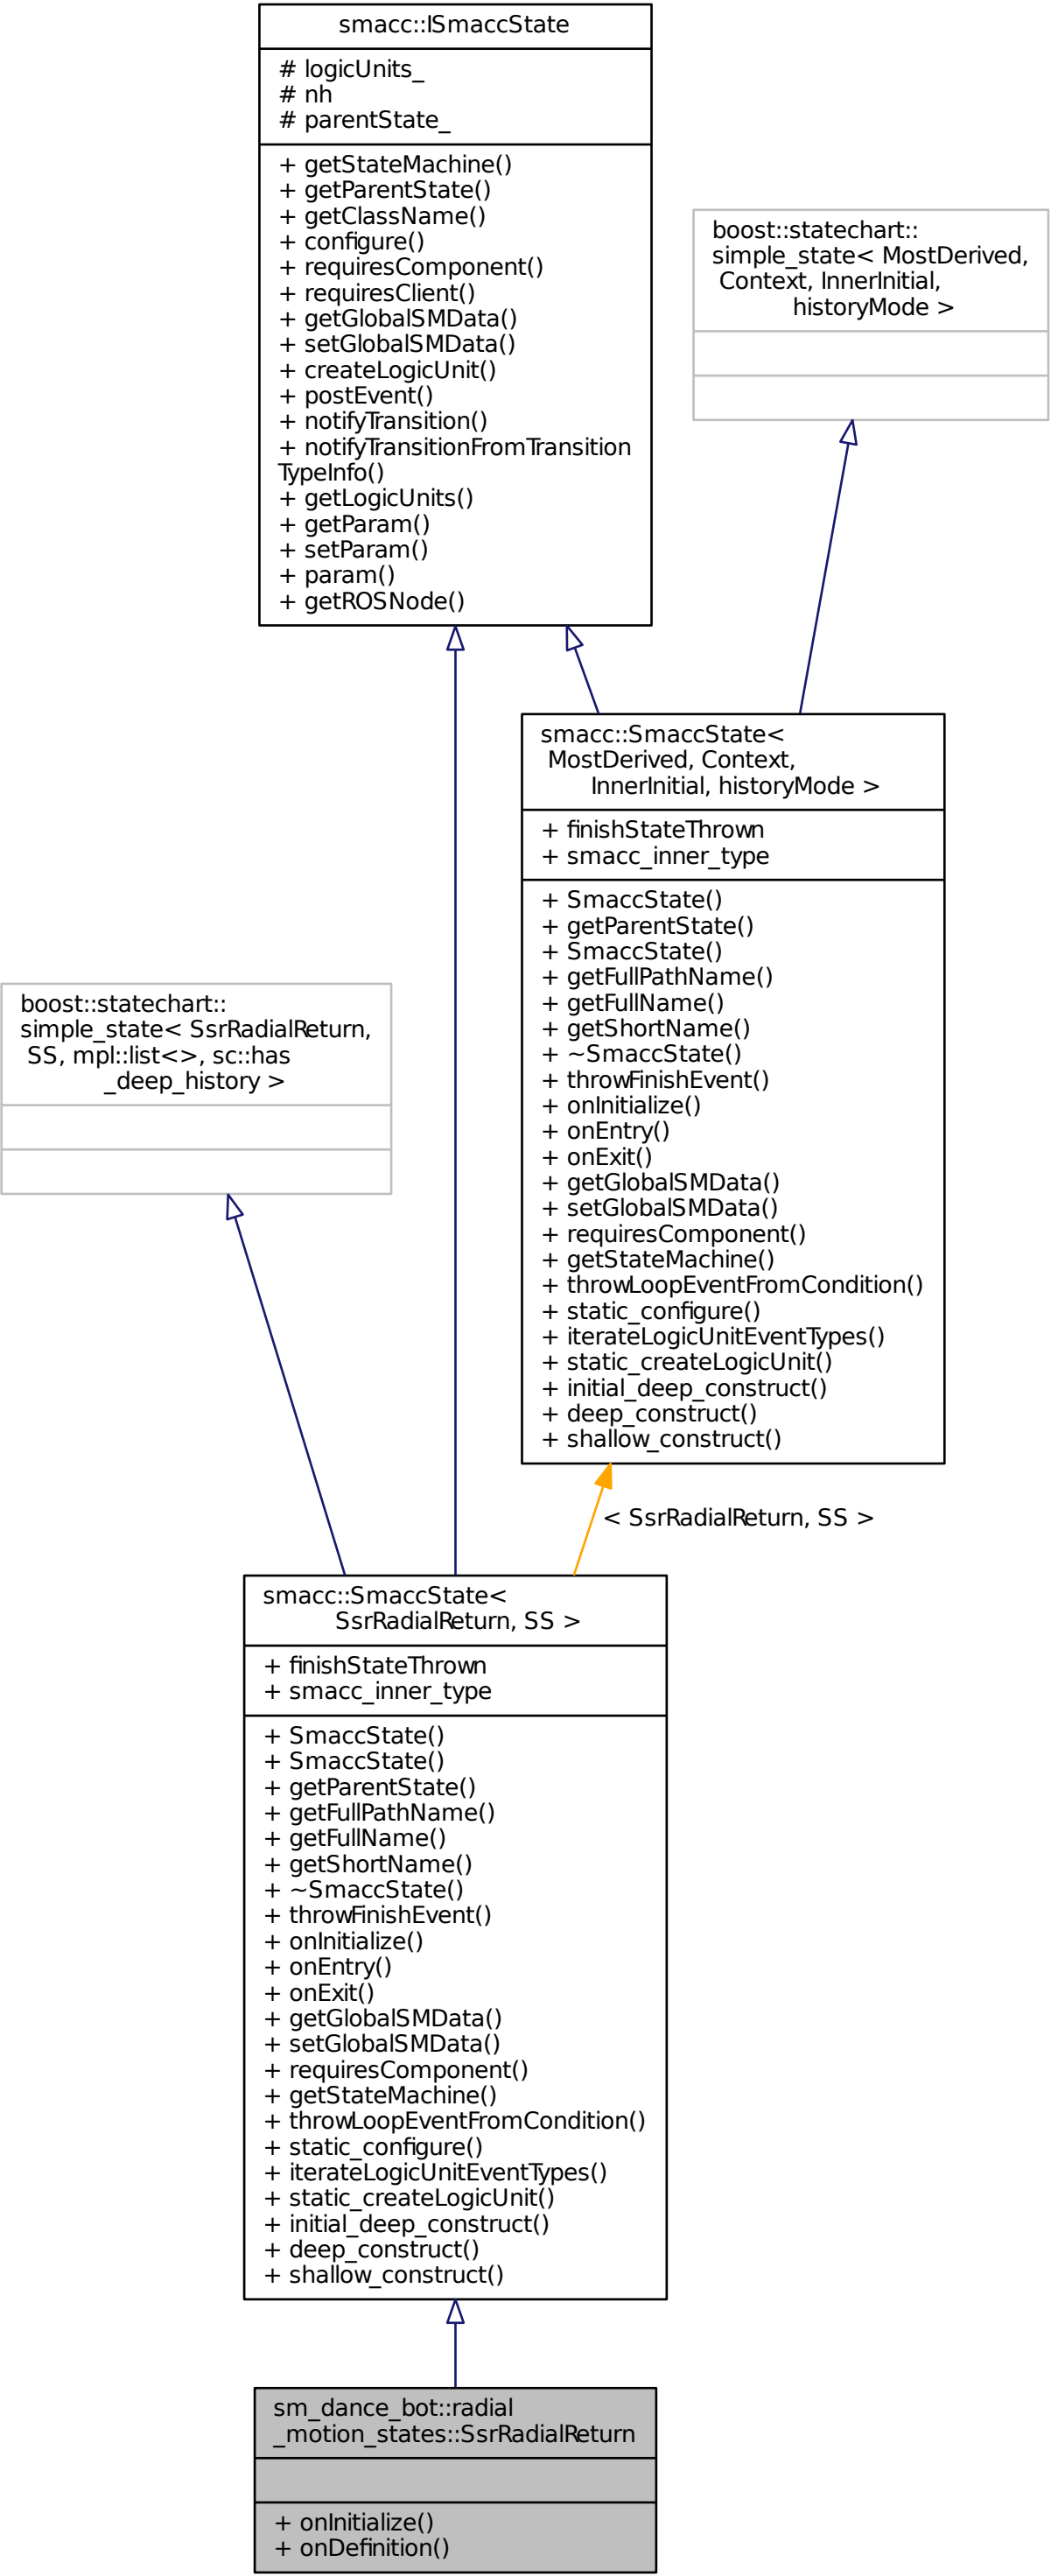 smacc::ISmaccState
# logicUnits_
# nh
# parentState_
+ getStateMachine()
+ getParentState()
+ getClassName()
+ configure()
+ requiresComponent()
+ requiresClient()
+ getGlobalSMData()
+ setGlobalSMData()
+ createLogicUnit()
+ postEvent()
+ notifyTransition()
+ notifyTransitionFromTransition
TypeInfo()
+ getLogicUnits()
+ getParam()
+ setParam()
+ param()
+ getROSNode()
boost::statechart::
simple_state< MostDerived,
Context, InnerInitial,
historyMode >
smacc::SmaccState<
MostDerived, Context,
InnerInitial, historyMode >
+ finishStateThrown
+ smacc_inner_type
+ SmaccState()
+ getParentState()
+ SmaccState()
+ getFullPathName()
+ getFullName()
+ getShortName()
+ ~SmaccState()
+ throwFinishEvent()
+ onInitialize()
+ onEntry()
+ onExit()
+ getGlobalSMData()
+ setGlobalSMData()
+ requiresComponent()
+ getStateMachine()
+ throwLoopEventFromCondition()
+ static_configure()
+ iterateLogicUnitEventTypes()
+ static_createLogicUnit()
+ initial_deep_construct()
+ deep_construct()
+ shallow_construct()
boost::statechart::
simple_state< SsrRadialReturn,
SS, mpl::list<>, sc::has
_deep_history >
< SsrRadialReturn, SS >
smacc::SmaccState<
SsrRadialReturn, SS >
+ finishStateThrown
+ smacc_inner_type
+ SmaccState()
+ SmaccState()
+ getParentState()
+ getFullPathName()
+ getFullName()
+ getShortName()
+ ~SmaccState()
+ throwFinishEvent()
+ onInitialize()
+ onEntry()
+ onExit()
+ getGlobalSMData()
+ setGlobalSMData()
+ requiresComponent()
+ getStateMachine()
+ throwLoopEventFromCondition()
+ static_configure()
+ iterateLogicUnitEventTypes()
+ static_createLogicUnit()
+ initial_deep_construct()
+ deep_construct()
+ shallow_construct()
sm_dance_bot::radial
_motion_states::SsrRadialReturn
+ onInitialize()
+ onDefinition()